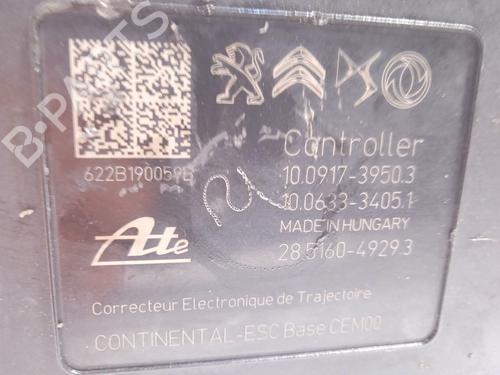 Controller
622B190059B
10.0917-3950.3
10.0633-3405.1
MADE IN HUNGARY
Ate
28.5160-4929.3
Correcteur Electronique de Trajectoire
CONTINENTAL-ESC Base CEM00
B-PARTS